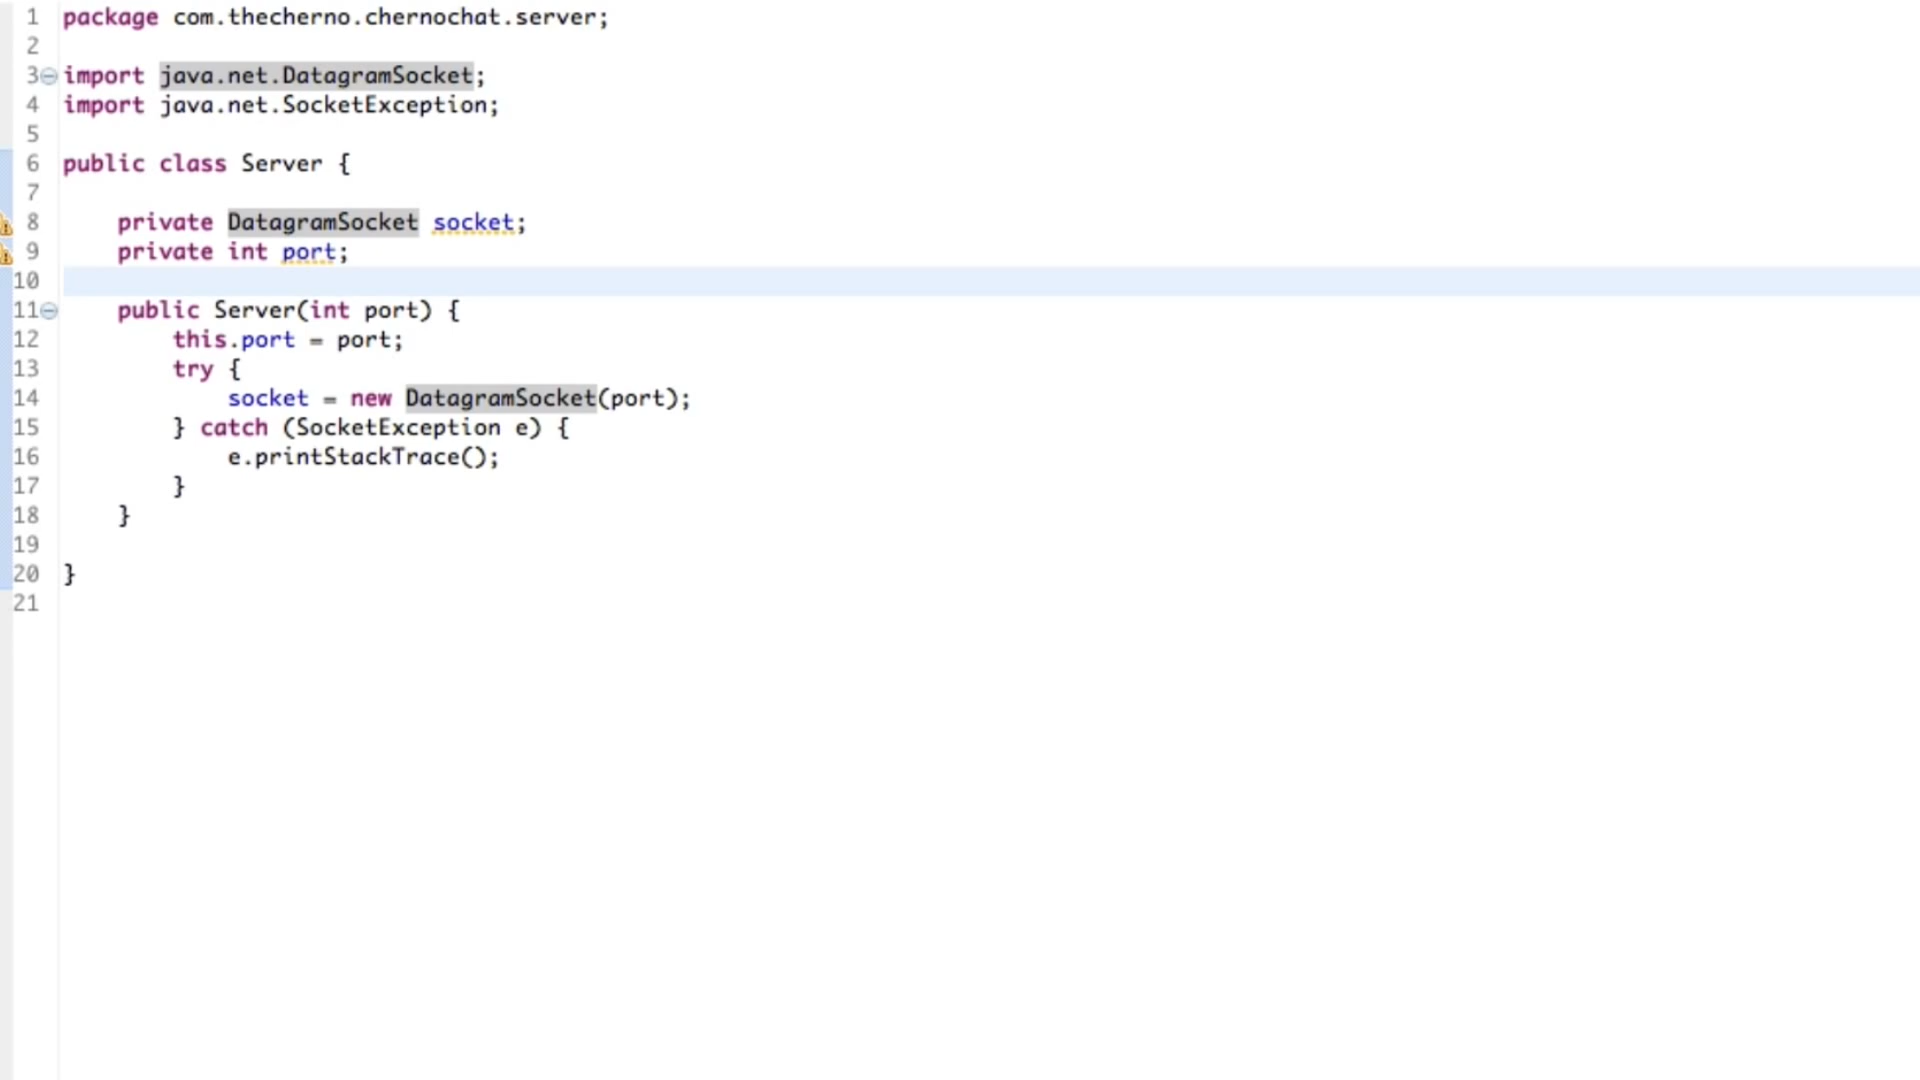 1 package com.thecherno.chernochat.server;
2
3 import java.net.DatagramSocket;
4 import java.net.SocketException;
5
6 public class Server {
7
8     private DatagramSocket socket;
9     private int port;
10
11     public Server(int port) {
12         this.port = port;
13         try {
14             socket = new DatagramSocket(port);
15         } catch (SocketException e) {
16             e.printStackTrace();
17         }
18     }
19
20 }
21